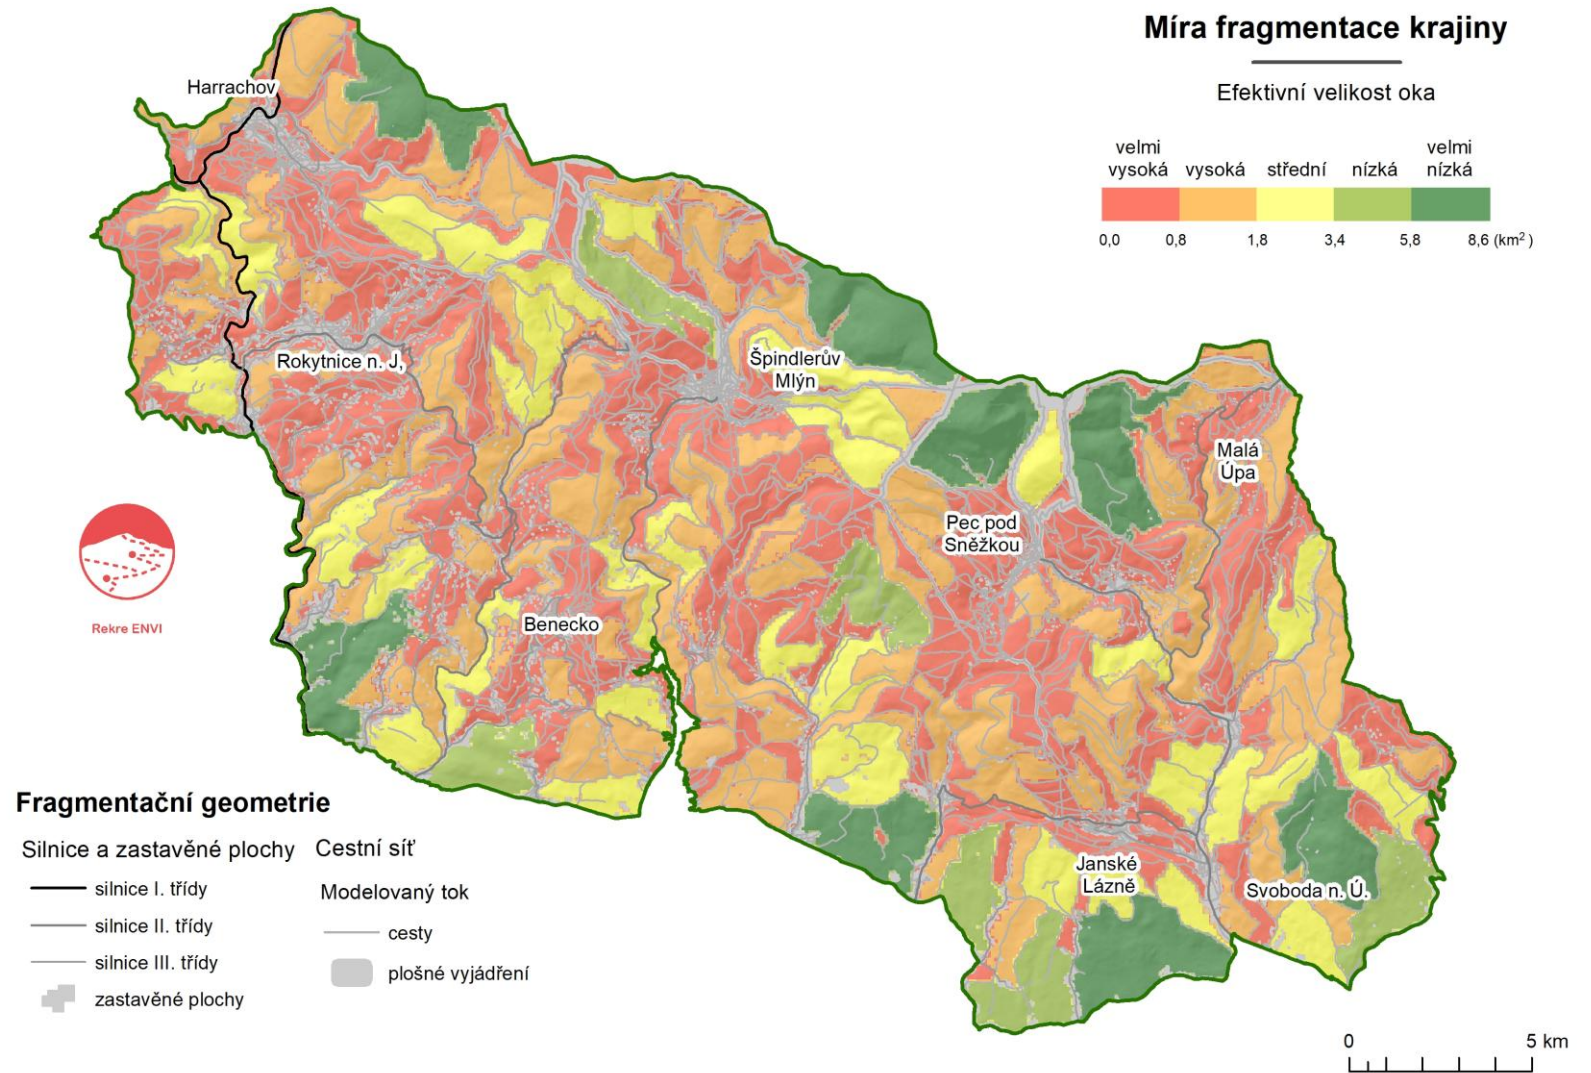 Míra fragmentace krajiny
Efektivní velikost oka
velmi
vysoká
vysoká
střední
nízká
velmi
nízká
0,0 0,8 1,8 3,4 5,8 8,6 (km²)
Harrachov
Rokytnice n. J,
Špindlerův
Mlýn
Malá
Úpa
Pec pod
Sněžkou
Benecko
Janské
Lázně
Svoboda n. Ú.
Rekre ENVI
Fragmentační geometrie
Silnice a zastavěné plochy
silnice I. třídy
silnice II. třídy
silnice III. třídy
zastavěné plochy
Cestní síť
Modelovaný tok
cesty
plošné vyjádření
0 5 km